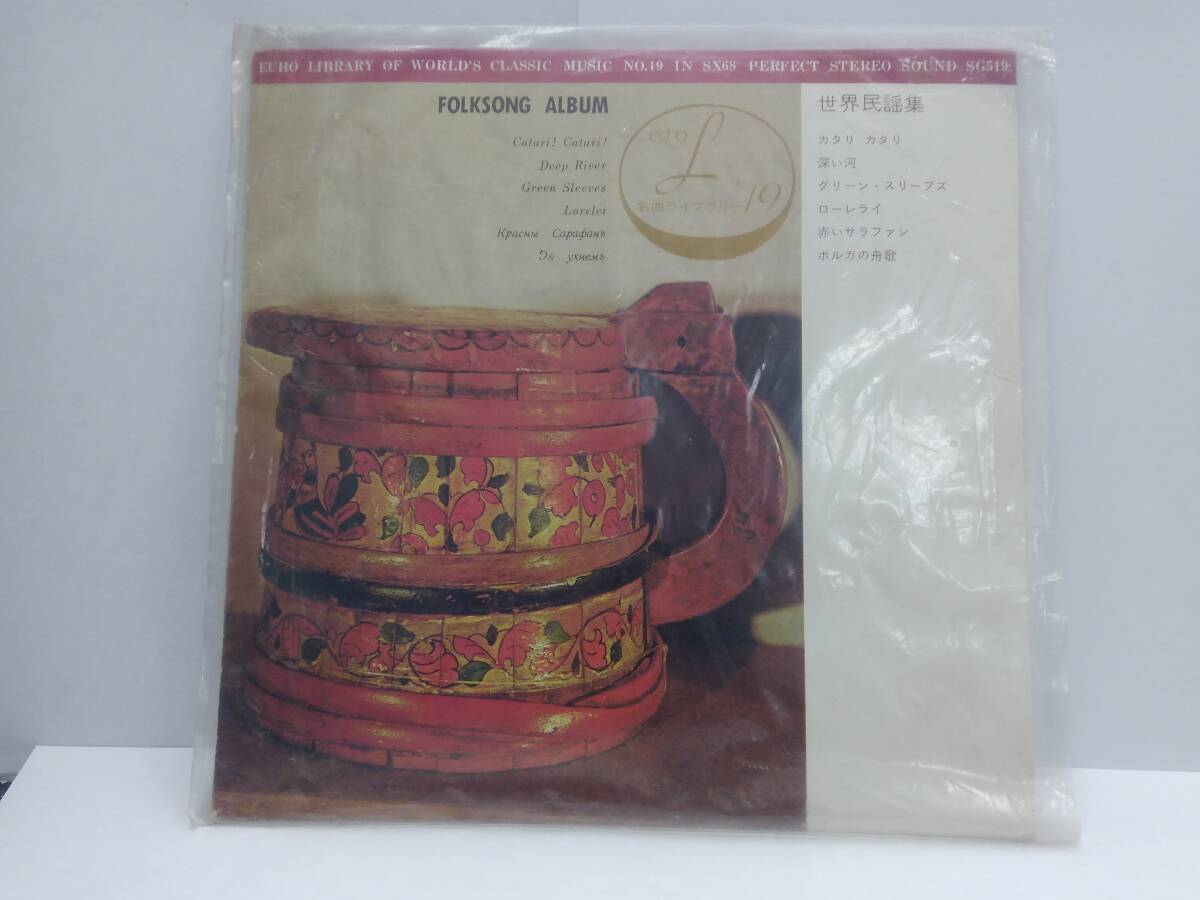 ECHO LIBRARY OF WORLD'S CLASSIC MUSIC NO.19 IN SX68 PERFECT STEREO SOUND SG519
FOLKSONG ALBUM
Catari! Catari!
Deep River
Green Sleeves
Lorelei
Красны Сарафанъ
Эй ухнемъ
echo
L
名曲ライブラリー19
世界民謡集
カタリ カタリ
深い河
グリーン・スリーブズ
ローレライ
赤いサラファン
ボルガの舟歌